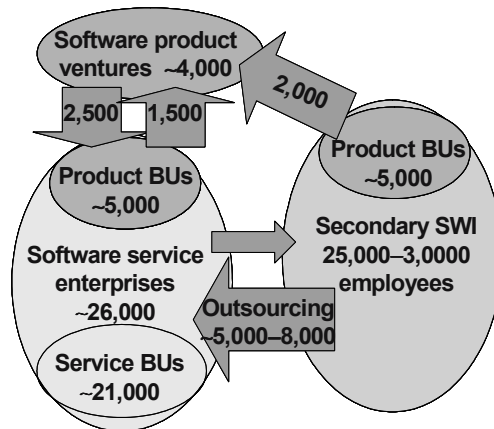 Software product
ventures ~4,000
2,500
1,500
2,000
Product BUs
~5,000
Product BUs
~5,000
Software service
enterprises
~26,000
Secondary SWI
25,000–3,0000
employees
Outsourcing
~5,000–8,000
Service BUs
~21,000